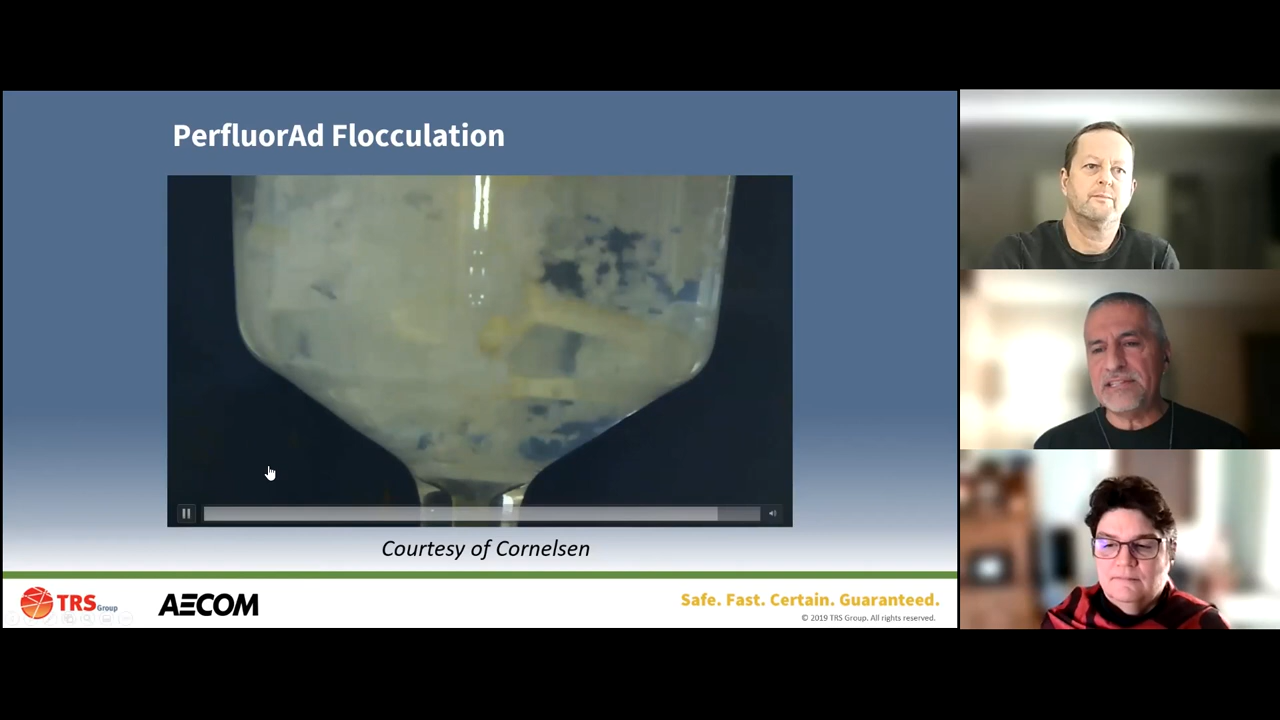 PerfluorAd Flocculation
Courtesy of Cornelsen
TRS Group
AECOM
Safe. Fast. Certain. Guaranteed.
© 2019 TRS Group. All rights reserved.